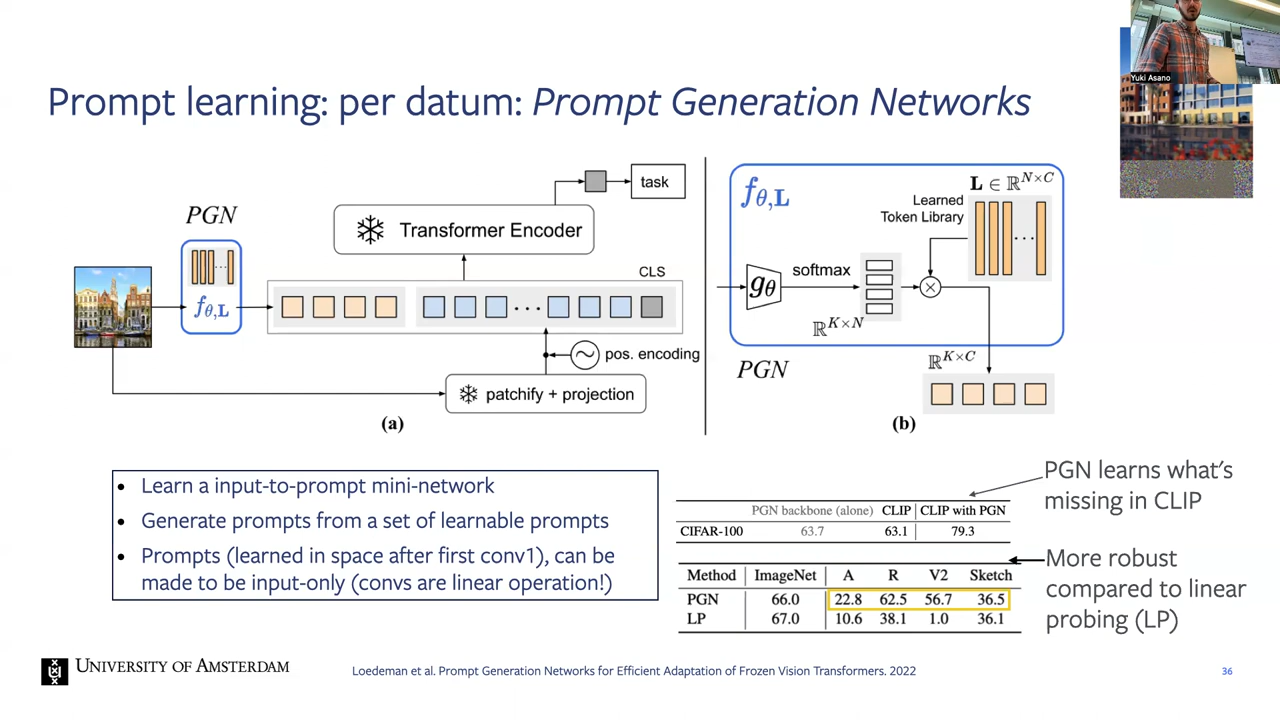 Yuki Asano
Prompt learning: per datum: Prompt Generation Networks
PGN
f_{θ,L}
task
Transformer Encoder
CLS
pos. encoding
patchify + projection
(a)
f_{θ,L}
L ∈ ℝ^{N×C}
Learned
Token Library
g_θ
softmax
ℝ^{K×N}
ℝ^{K×C}
PGN
(b)
• Learn a input-to-prompt mini-network
• Generate prompts from a set of learnable prompts
• Prompts (learned in space after first conv1), can be
made to be input-only (convs are linear operation!)
PGN learns what's
missing in CLIP
PGN backbone (alone) CLIP CLIP with PGN
CIFAR-100 63.7 63.1 79.3
More robust
compared to linear
probing (LP)
Method ImageNet A R V2 Sketch
PGN 66.0 22.8 62.5 56.7 36.5
LP 67.0 10.6 38.1 1.0 36.1
UNIVERSITY OF AMSTERDAM
Loedeman et al. Prompt Generation Networks for Efficient Adaptation of Frozen Vision Transformers. 2022
36